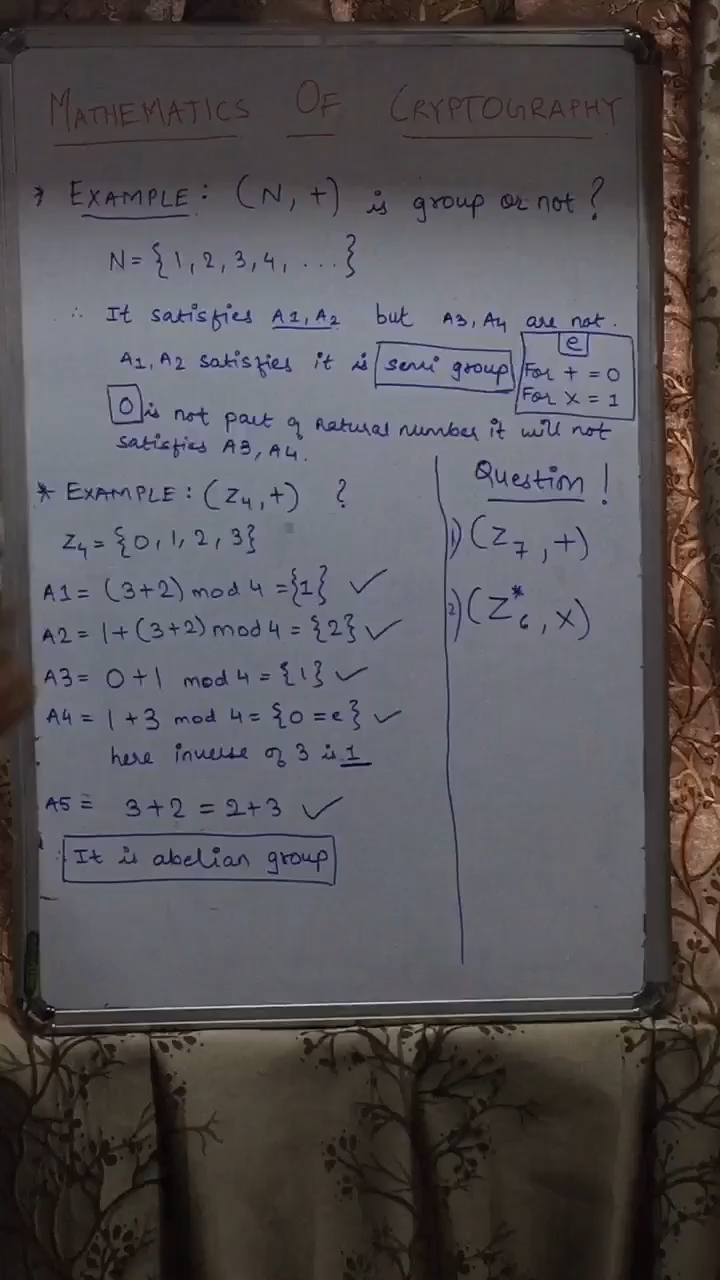 MATHEMATICS OF CRYPTOGRAPHY
* EXAMPLE: (N, +) is group or not?
N = {1, 2, 3, 4, ...}
∴ It satisfies A1, A2 but A3, A4 are not.
A1, A2 satisfies it is semi group
e
For + = 0
For x = 1
0 is not part of natural number it will not
satisfies A3, A4.
* EXAMPLE: (Z₄, +) ?
Z₄ = {0, 1, 2, 3}
A1 = (3+2) mod 4 = {1} ✓
A2 = 1+(3+2) mod 4 = {2} ✓
A3 = 0+1 mod 4 = {1} ✓
A4 = 1+3 mod 4 = {0 = e} ✓
here inverse of 3 is 1
A5 = 3+2 = 2+3 ✓
∴ It is abelian group
Question!
1) (Z₇, +)
2) (Z*₆, x)